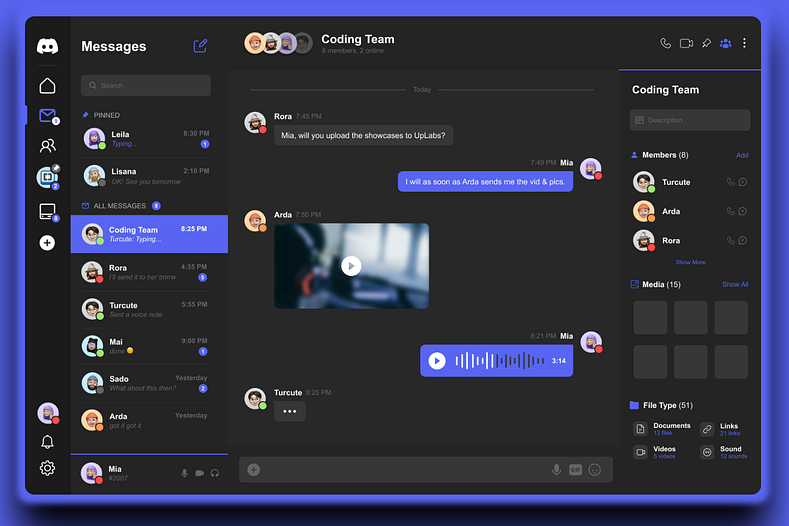 Messages
Search
PINNED
Leila
8:30 PM
Typing...
1
Lisana
2:10 PM
OK! See you tomorrow
ALL MESSAGES
8
Coding Team
8:25 PM
Turcute: Typing...
Rora
4:35 PM
I'll send it to her tmrrw
5
Turcute
5:55 PM
Sent a voice note
Mai
9:00 PM
done
1
Sado
Yesterday
What about this then?
2
Arda
Yesterday
got it got it
Mia
#2007
Coding Team
8 members, 2 online
Today
Rora 7:45 PM
Mia, will you upload the showcases to UpLabs?
7:49 PM Mia
I will as soon as Arda sends me the vid & pics.
Arda 7:50 PM
8:21 PM Mia
3:14
Turcute 8:25 PM
GIF
Coding Team
Description
Members (8)
Add
Turcute
Arda
Rora
Show More
Media (15)
Show All
File Type (51)
Documents
13 files
Links
21 links
Videos
5 videos
Sound
12 sounds